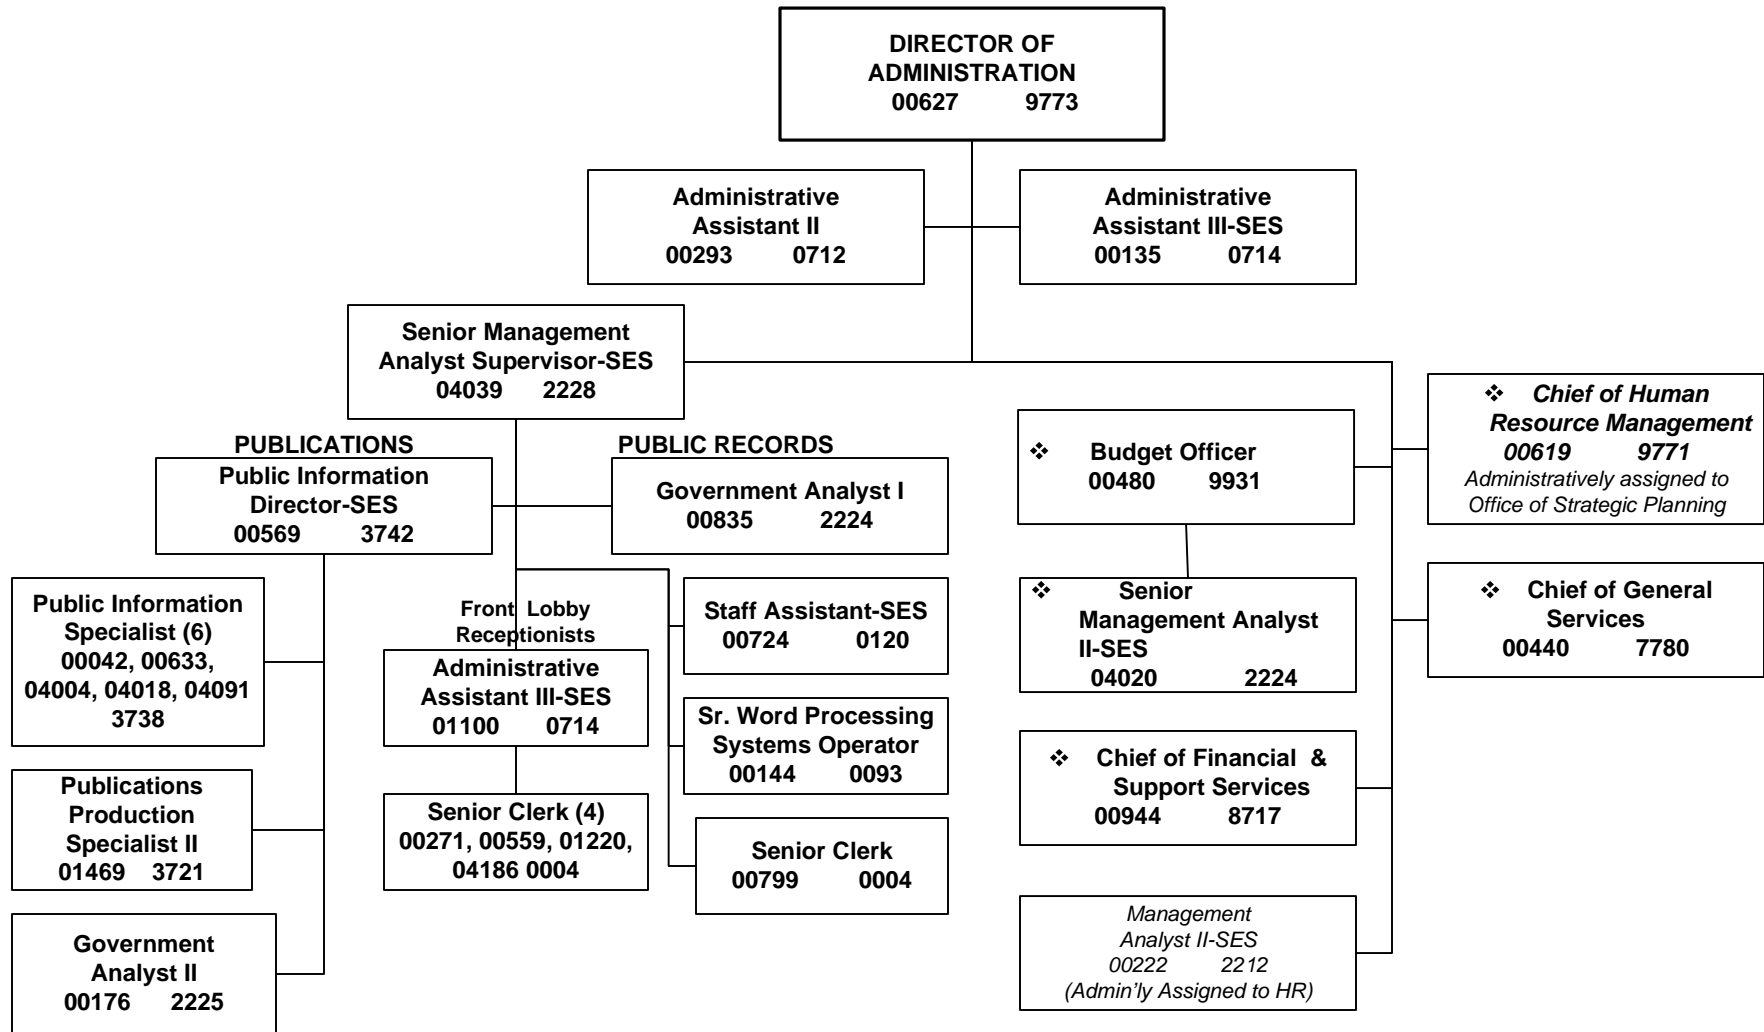 DIRECTOR OF
ADMINISTRATION
00627 9773
Administrative
Assistant II
00293 0712
Administrative
Assistant III-SES
00135 0714
Senior Management
Analyst Supervisor-SES
04039 2228
PUBLICATIONS
Public Information
Director-SES
00569 3742
PUBLIC RECORDS
Government Analyst I
00835 2224
❖ Budget Officer
00480 9931
❖ Chief of Human
Resource Management
00619 9771
Administratively assigned to
Office of Strategic Planning
Public Information
Specialist (6)
00042, 00633,
04004, 04018, 04091
3738
Front Lobby
Receptionists
Administrative
Assistant III-SES
01100 0714
Staff Assistant-SES
00724 0120
❖ Senior
Management Analyst
II-SES
04020 2224
❖ Chief of General
Services
00440 7780
Sr. Word Processing
Systems Operator
00144 0093
Publications
Production
Specialist II
01469 3721
Senior Clerk (4)
00271, 00559, 01220,
04186 0004
Senior Clerk
00799 0004
❖ Chief of Financial &
Support Services
00944 8717
Government
Analyst II
00176 2225
Management
Analyst II-SES
00222 2212
(Admin'ly Assigned to HR)